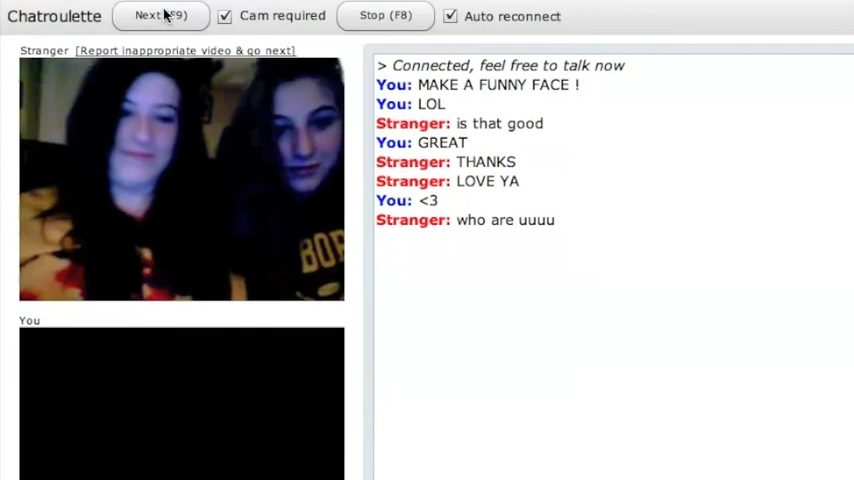 Chatroulette Next (F9) Cam required Stop (F8) Auto reconnect
Stranger [Report inappropriate video & go next]
> Connected, feel free to talk now
You: MAKE A FUNNY FACE !
You: LOL
Stranger: is that good
You: GREAT
Stranger: THANKS
Stranger: LOVE YA
You: <3
Stranger: who are uuuu
BOR
You